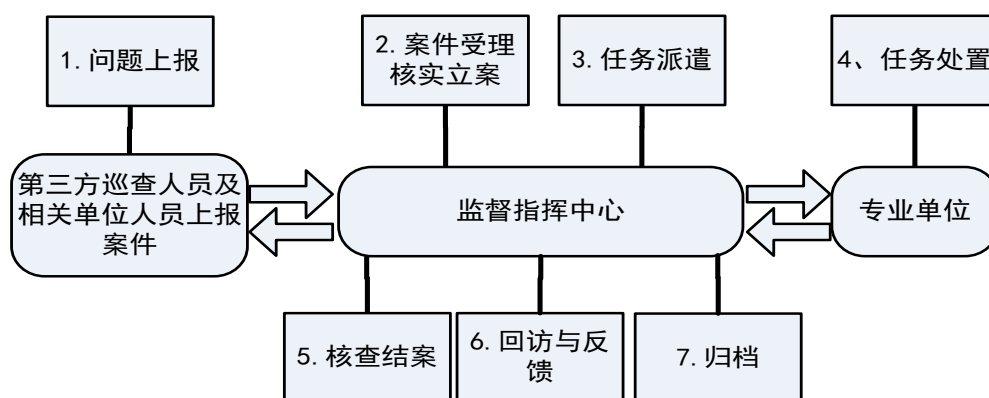 1.问题上报
2.案件受理
核实立案
3.任务派遣
4、任务处置
第三方巡查人员及
相关单位人员上报
案件
监督指挥中心
专业单位
5.核查结案
6.回访与反
馈
7.归档